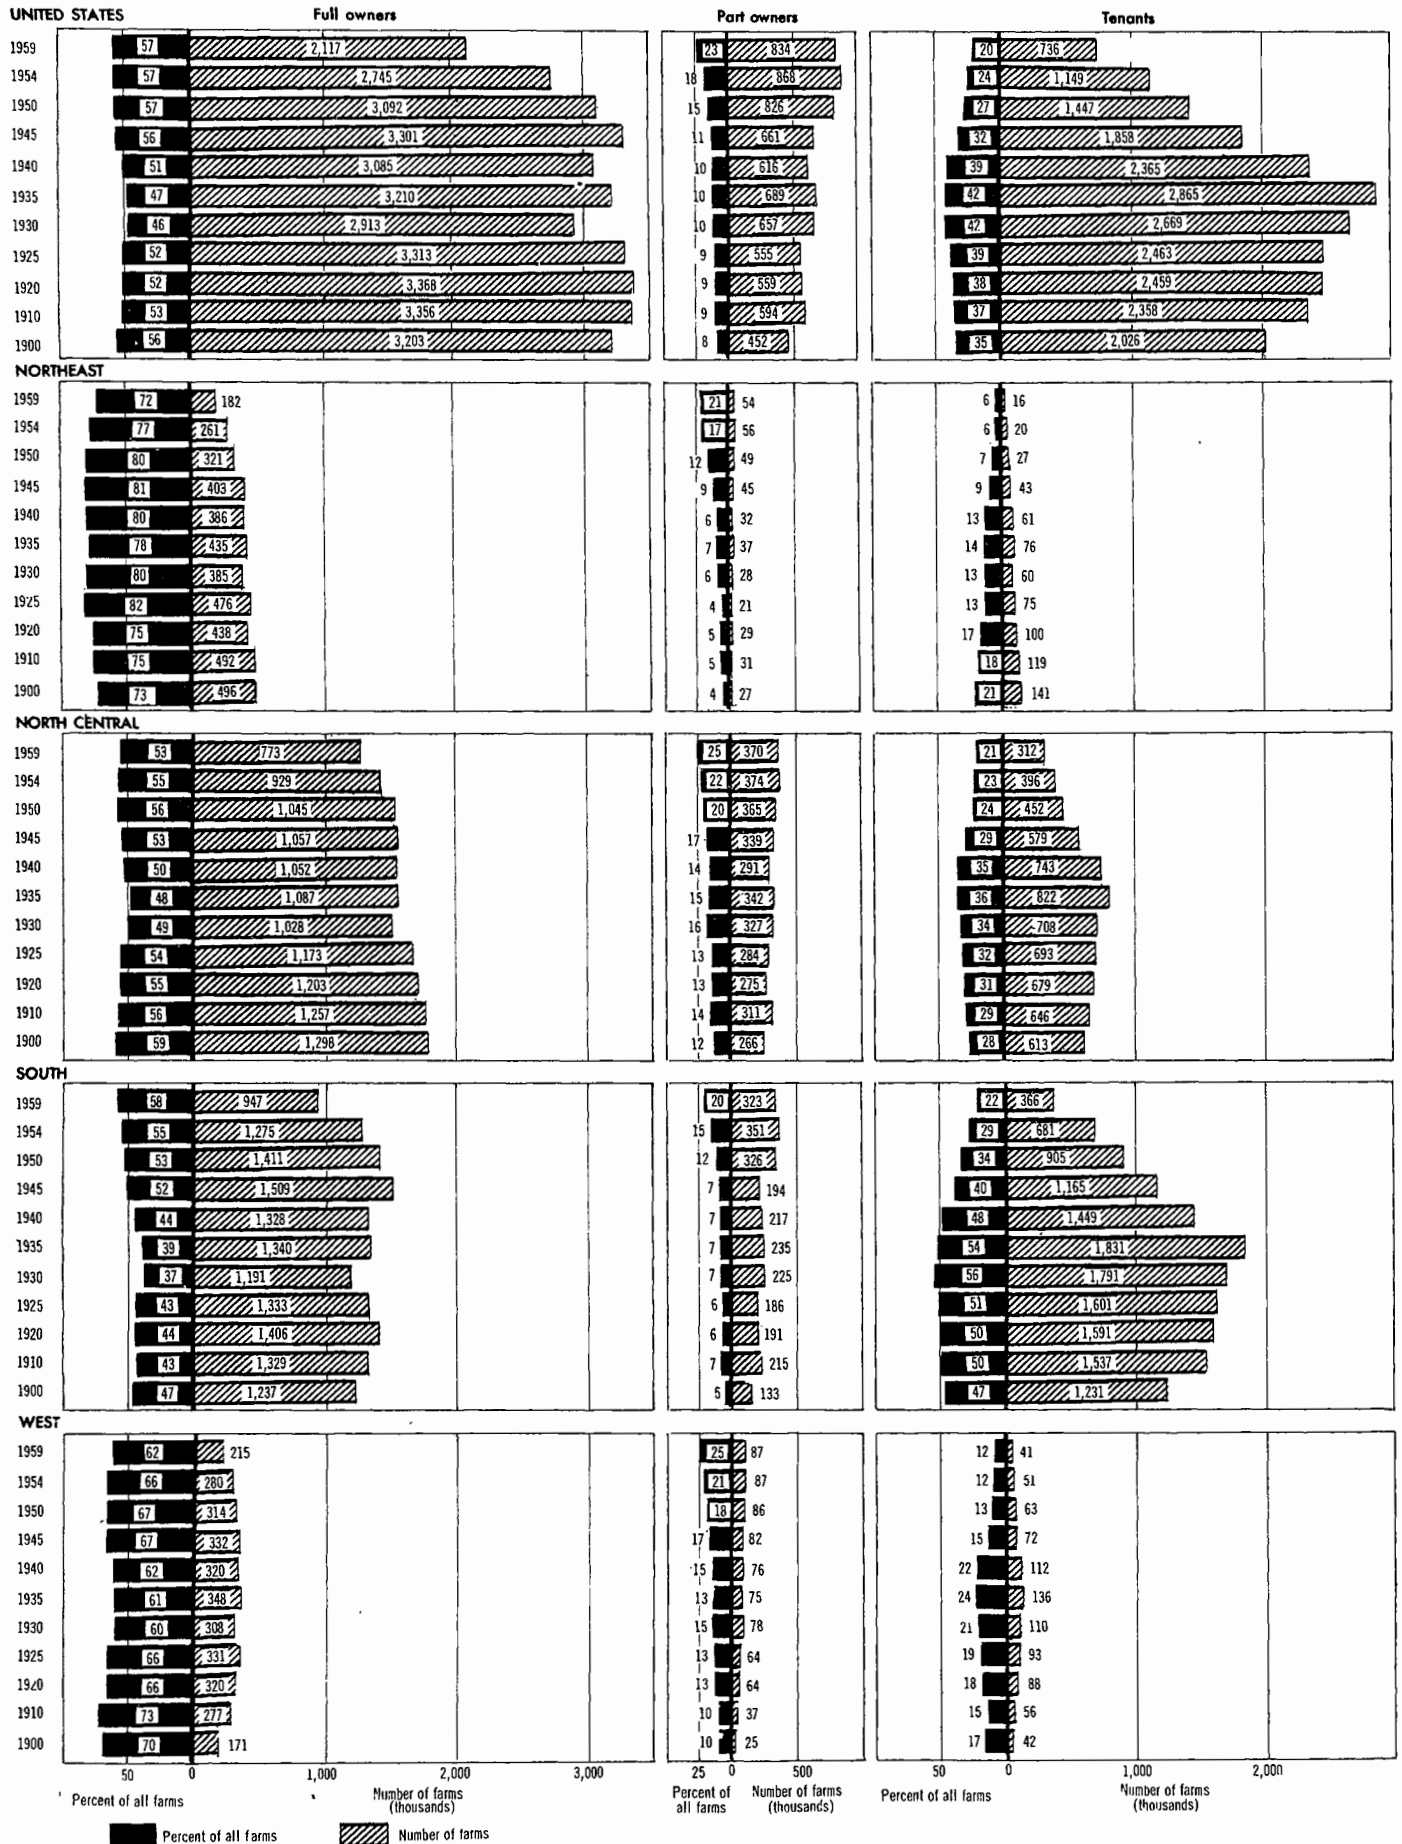 UNITED STATES Full owners Part owners Tenants
1959 57 2,117 23 834 20 736
1954 57 2,745 18 868 24 1,149
1950 57 3,092 15 826 27 1,447
1945 56 3,301 11 661 32 1,858
1940 51 3,085 10 616 39 2,365
1935 47 3,210 10 689 42 2,865
1930 46 2,913 10 657 42 2,669
1925 52 3,313 9 555 39 2,463
1920 52 3,368 9 559 38 2,459
1910 53 3,356 9 594 37 2,358
1900 56 3,203 8 452 35 2,026
NORTHEAST
1959 72 182 21 54 6 16
1954 77 261 17 56 6 20
1950 80 321 12 49 7 27
1945 81 403 9 45 9 43
1940 80 386 6 32 13 61
1935 78 435 7 37 14 76
1930 80 385 6 28 13 60
1925 82 476 4 21 13 75
1920 75 438 5 29 17 100
1910 75 492 5 31 18 119
1900 73 496 4 27 21 141
NORTH CENTRAL
1959 53 773 25 370 21 312
1954 55 929 22 374 23 396
1950 56 1,045 20 365 24 452
1945 53 1,057 17 339 29 579
1940 50 1,052 14 291 35 743
1935 48 1,087 15 342 36 822
1930 49 1,028 16 327 34 708
1925 54 1,173 13 284 32 693
1920 55 1,203 13 275 31 679
1910 56 1,257 14 311 29 646
1900 59 1,298 12 266 28 613
SOUTH
1959 58 947 20 323 22 366
1954 55 1,275 15 351 29 681
1950 53 1,411 12 326 34 905
1945 52 1,509 7 194 40 1,165
1940 44 1,328 7 217 48 1,449
1935 39 1,340 7 235 54 1,831
1930 37 1,191 7 225 56 1,791
1925 43 1,333 6 186 51 1,601
1920 44 1,406 6 191 50 1,591
1910 43 1,329 7 215 50 1,537
1900 47 1,237 5 133 47 1,231
WEST
1959 62 215 25 87 12 41
1954 66 280 21 87 12 51
1950 67 314 18 86 13 63
1945 67 332 17 82 15 72
1940 62 320 15 76 22 112
1935 61 348 13 75 24 136
1930 60 308 15 78 21 110
1925 66 331 13 64 19 93
1920 66 320 13 64 18 88
1910 73 277 10 37 15 56
1900 70 171 10 25 17 42
50 0 1,000 2,000 3,000 25 0 500 50 0 1,000 2,000
Percent of all farms Number of farms (thousands) Percent of all farms Number of farms (thousands) Percent of all farms Number of farms (thousands)
Percent of all farms Number of farms